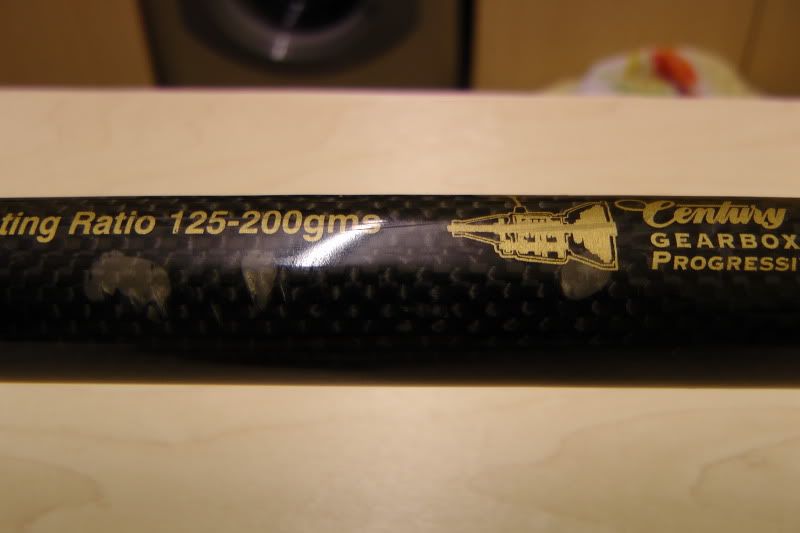 ting Ratio 125-200gms
Century
GEARBOX
PROGRESSI